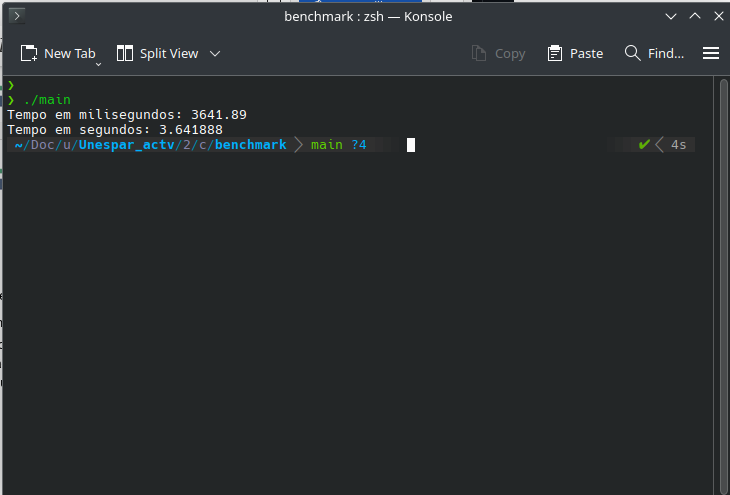 benchmark : zsh — Konsole
New Tab Split View Copy Paste Find...
❯
❯ ./main
Tempo em milisegundos: 3641.89
Tempo em segundos: 3.641888
~/Doc/u/Unespar_actv/2/c/benchmark main ?4 ✔ 4s